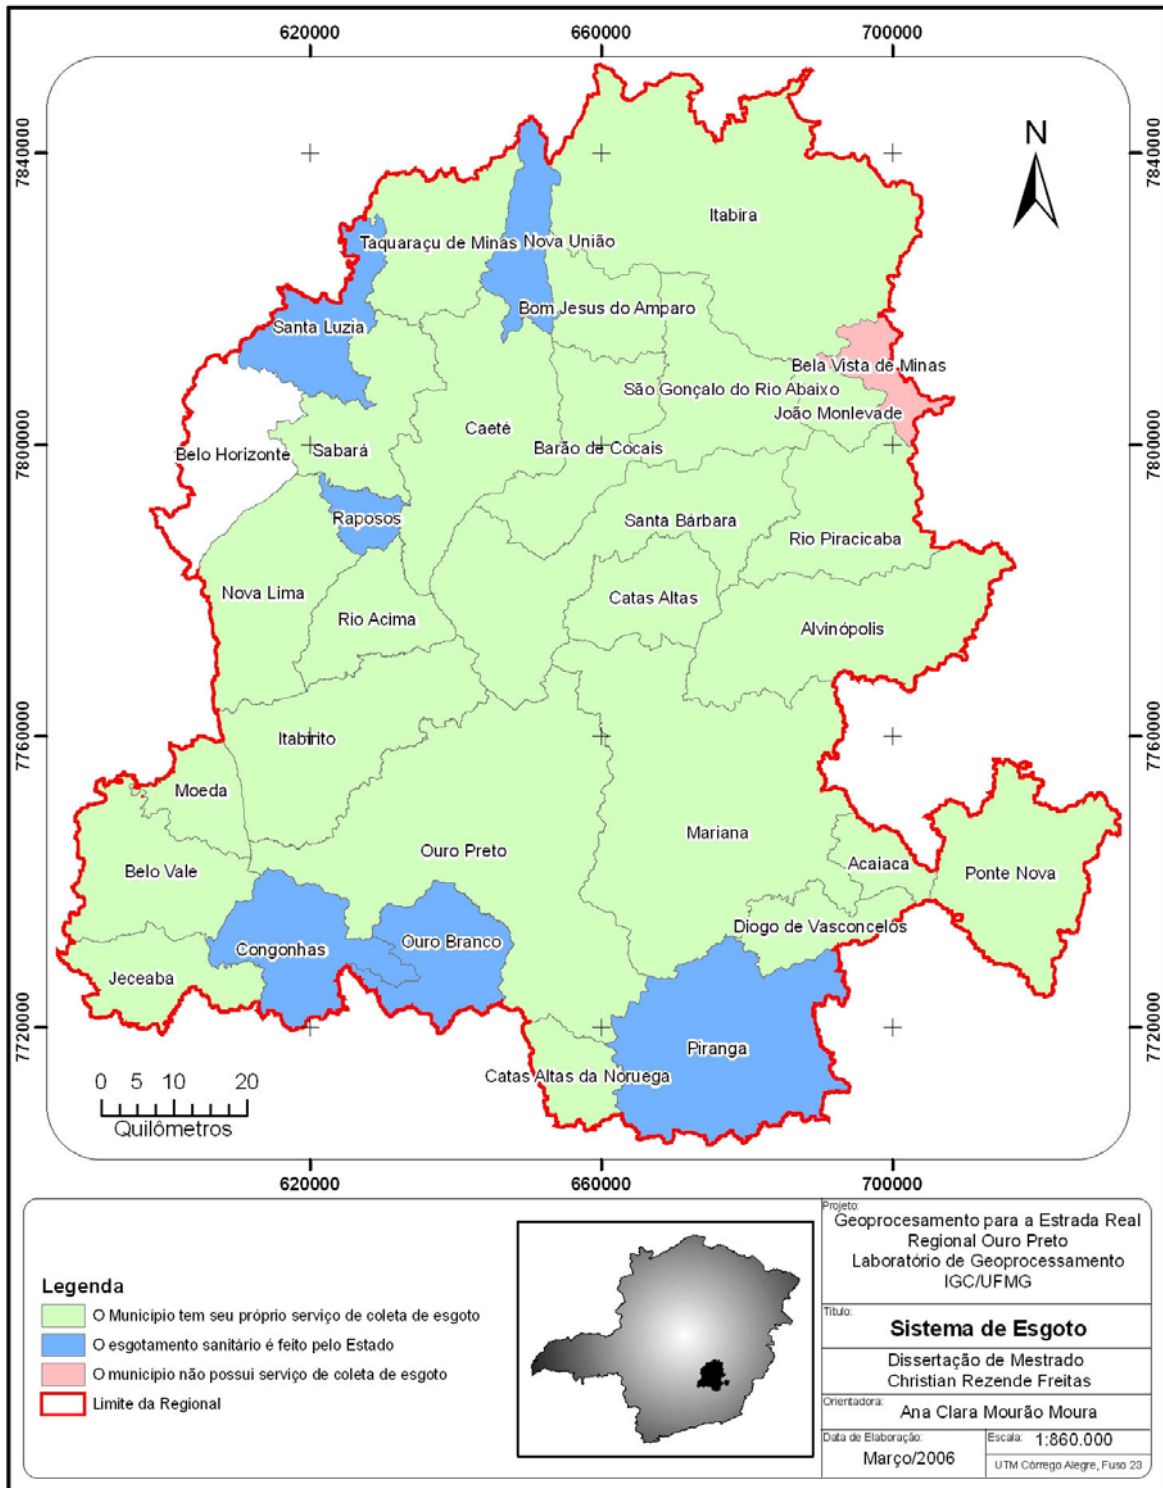 620000 660000 700000
7840000 7840000
N
Itabira
Taquaraçu de Minas Nova União
Bom Jesus do Amparo
Santa Luzia
Bela Vista de Minas
São Gonçalo do Rio Abaixo
João Monlevade
Caeté
7800000 7800000
Belo Horizonte Sabará Barão de Cocais
Raposos Santa Bárbara
Rio Piracicaba
Nova Lima Catas Altas
Rio Acima
Alvinópolis
7760000 7760000
Itabirito
Moeda
Mariana
Ouro Preto
Belo Vale Acaiaca Ponte Nova
Diogo de Vasconcelos
Congonhas Ouro Branco
Jeceaba
7720000 7720000
Piranga
Catas Altas da Noruega
0 5 10 20
Quilômetros
620000 660000 700000
Legenda
O Município tem seu próprio serviço de coleta de esgoto
O esgotamento sanitário é feito pelo Estado
O município não possui serviço de coleta de esgoto
Limite da Regional
Projeto:
Geoprocesamento para a Estrada Real
Regional Ouro Preto
Laboratório de Geoprocessamento
IGC/UFMG
Título:
Sistema de Esgoto
Dissertação de Mestrado
Christian Rezende Freitas
Orientadora:
Ana Clara Mourão Moura
Data de Elaboração:
Março/2006
Escala: 1:860.000
UTM Córrego Alegre, Fuso 23